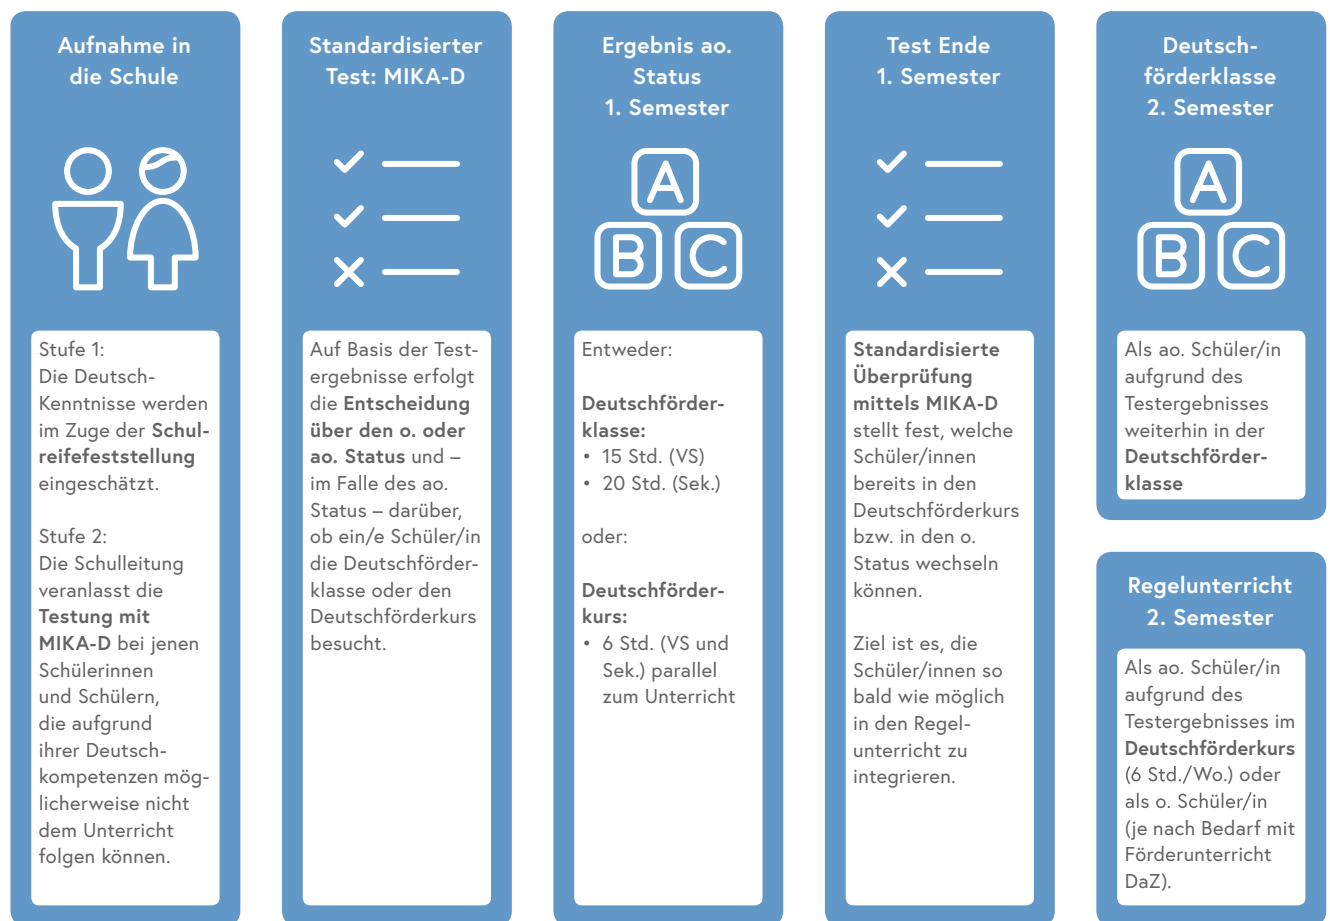 Aufnahme in
die Schule
Stufe 1:
Die Deutsch-
Kenntnisse werden
im Zuge der Schul-
reifefeststellung
eingeschätzt.
Stufe 2:
Die Schulleitung
veranlasst die
Testung mit
MIKA-D bei jenen
Schülerinnen
und Schülern,
die aufgrund
ihrer Deutsch-
kompetenzen mög-
licherweise nicht
dem Unterricht
folgen können.
Standardisierter
Test: MIKA-D
Auf Basis der Test-
ergebnisse erfolgt
die Entscheidung
über den o. oder
ao. Status und –
im Falle des ao.
Status – darüber,
ob ein/e Schüler/in
die Deutschförder-
klasse oder den
Deutschförderkurs
besucht.
Ergebnis ao.
Status
1. Semester
A
B C
Entweder:
Deutschförder-
klasse:
• 15 Std. (VS)
• 20 Std. (Sek.)
oder:
Deutschförder-
kurs:
• 6 Std. (VS und
Sek.) parallel
zum Unterricht
Test Ende
1. Semester
Standardisierte
Überprüfung
mittels MIKA-D
stellt fest, welche
Schüler/innen
bereits in den
Deutschförderkurs
bzw. in den o.
Status wechseln
können.
Ziel ist es, die
Schüler/innen so
bald wie möglich
in den Regel-
unterricht zu
integrieren.
Deutsch-
förderklasse
2. Semester
A
B C
Als ao. Schüler/in
aufgrund des
Testergebnisses
weiterhin in der
Deutschförder-
klasse
Regelunterricht
2. Semester
Als ao. Schüler/in
aufgrund des
Testergebnisses im
Deutschförderkurs
(6 Std./Wo.) oder
als o. Schüler/in
(je nach Bedarf mit
Förderunterricht
DaZ).